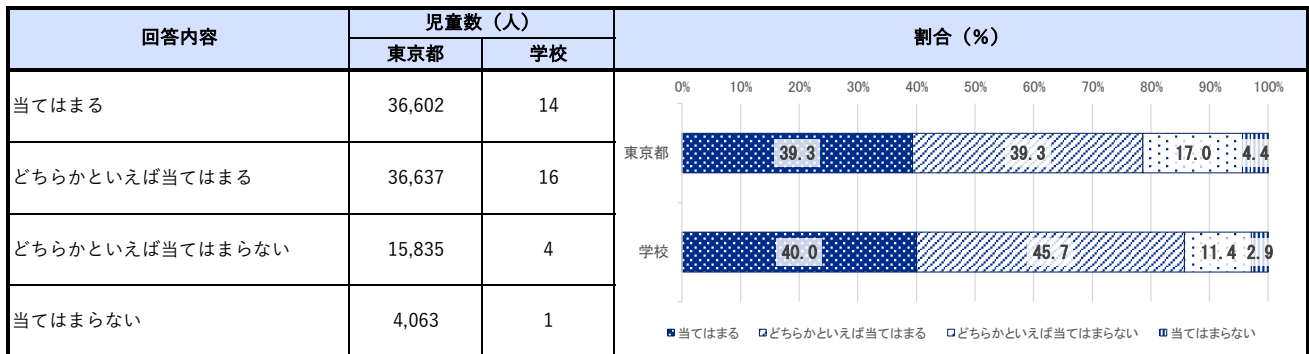 回答内容 児童数（人） 割合（%）
東京都 学校
当てはまる 36,602 14
どちらかといえば当てはまる 36,637 16
どちらかといえば当てはまらない 15,835 4
当てはまらない 4,063 1
0% 10% 20% 30% 40% 50% 60% 70% 80% 90% 100%
東京都 39.3 39.3 17.0 4.4
学校 40.0 45.7 11.4 2.9
当てはまる どちらかといえば当てはまる どちらかといえば当てはまらない 当てはまらない